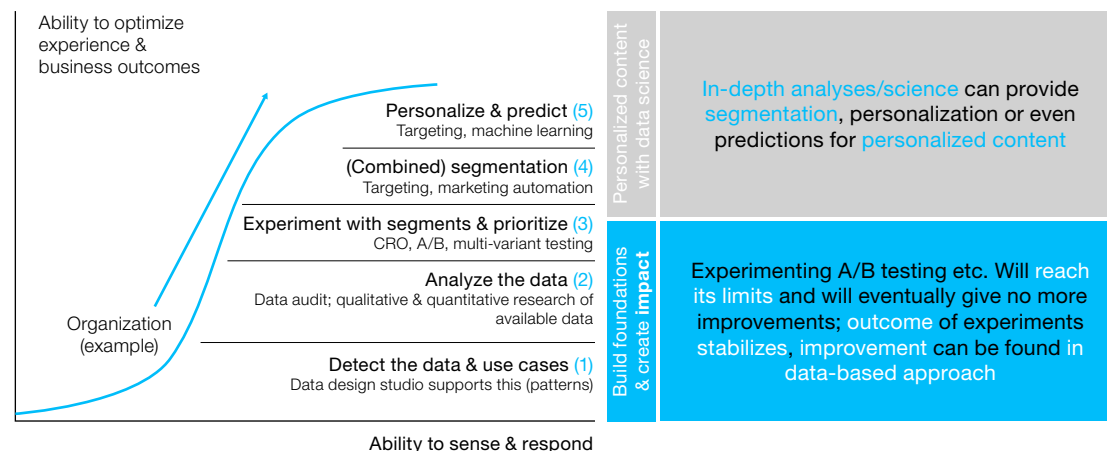 Ability to optimize
experience &
business outcomes
Personalize & predict (5)
Targeting, machine learning
(Combined) segmentation (4)
Targeting, marketing automation
Experiment with segments & prioritize (3)
CRO, A/B, multi-variant testing
Analyze the data (2)
Data audit; qualitative & quantitative research of
available data
Organization
(example)
Detect the data & use cases (1)
Data design studio supports this (patterns)
Ability to sense & respond
Personalized content
with data science
In-depth analyses/science can provide
segmentation, personalization or even
predictions for personalized content
Build foundations
& create impact
Experimenting A/B testing etc. Will reach
its limits and will eventually give no more
improvements; outcome of experiments
stabilizes, improvement can be found in
data-based approach